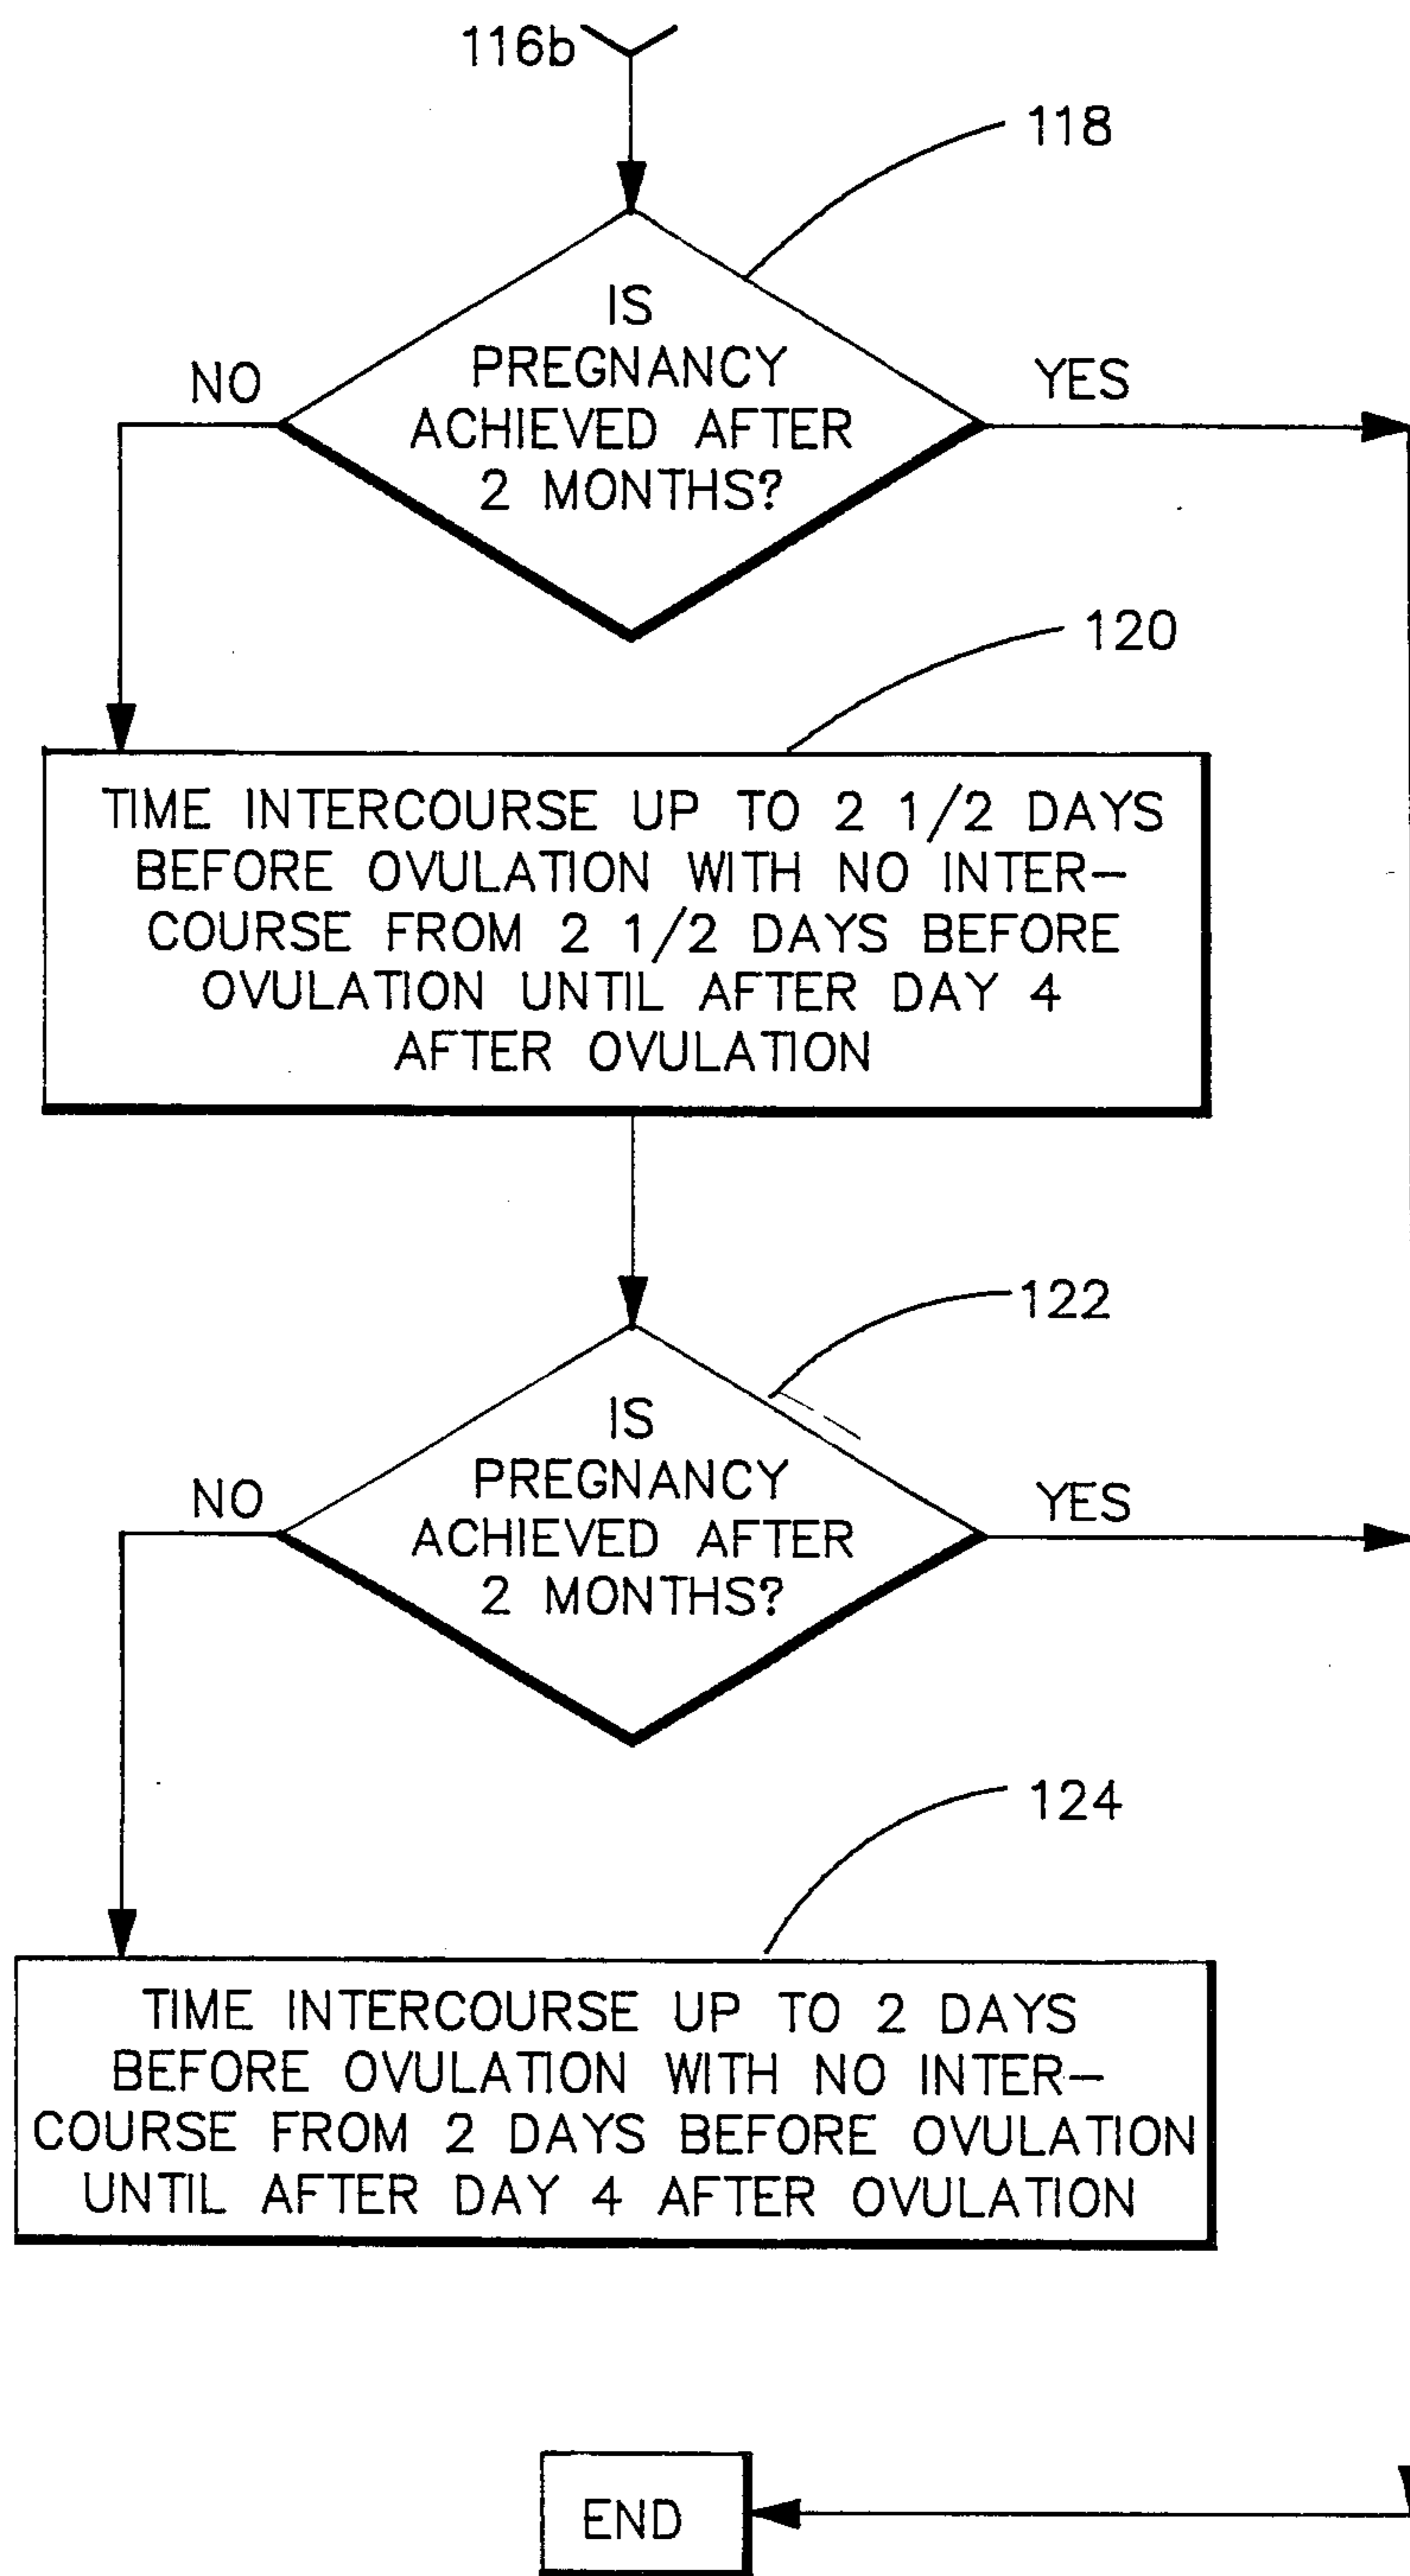 116b
118
IS
PREGNANCY
ACHIEVED AFTER
2 MONTHS?
NO
YES
120
TIME INTERCOURSE UP TO 2 1/2 DAYS
BEFORE OVULATION WITH NO INTER-
COURSE FROM 2 1/2 DAYS BEFORE
OVULATION UNTIL AFTER DAY 4
AFTER OVULATION
122
IS
PREGNANCY
ACHIEVED AFTER
2 MONTHS?
NO
YES
124
TIME INTERCOURSE UP TO 2 DAYS
BEFORE OVULATION WITH NO INTER-
COURSE FROM 2 DAYS BEFORE OVULATION
UNTIL AFTER DAY 4 AFTER OVULATION
END